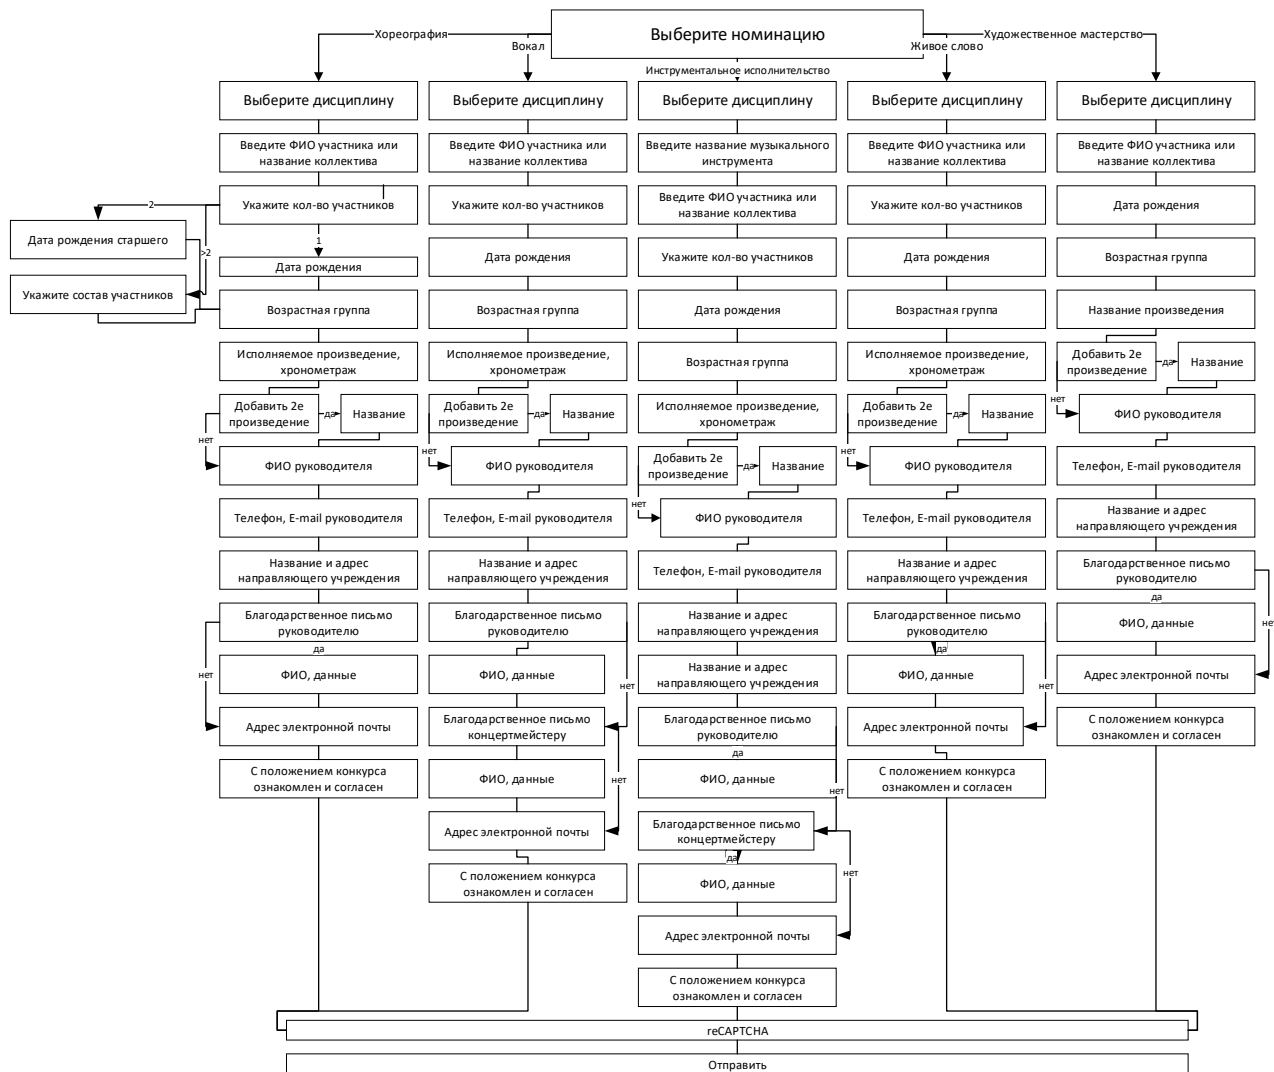 Выберите номинацию
Хореография
Вокал
Инструментальное исполнительство
Живое слово
Художественное мастерство
Выберите дисциплину
Введите ФИО участника или
название коллектива
Укажите кол-во участников
2
Дата рождения старшего
>2
Укажите состав участников
1
Дата рождения
Возрастная группа
Исполняемое произведение,
хронометраж
Добавить 2е
произведение
да
Название
нет
ФИО руководителя
Телефон, E-mail руководителя
Название и адрес
направляющего учреждения
Благодарственное письмо
руководителю
да
нет
ФИО, данные
Адрес электронной почты
С положением конкурса
ознакомлен и согласен
Выберите дисциплину
Введите ФИО участника или
название коллектива
Укажите кол-во участников
Дата рождения
Возрастная группа
Исполняемое произведение,
хронометраж
Добавить 2е
произведение
да
Название
нет
ФИО руководителя
Телефон, E-mail руководителя
Название и адрес
направляющего учреждения
Благодарственное письмо
руководителю
ФИО, данные
нет
Благодарственное письмо
концертмейстеру
ФИО, данные
нет
Адрес электронной почты
С положением конкурса
ознакомлен и согласен
Выберите дисциплину
Введите название музыкального
инструмента
Введите ФИО участника или
название коллектива
Укажите кол-во участников
Дата рождения
Возрастная группа
Исполняемое произведение,
хронометраж
Добавить 2е
произведение
да
Название
нет
ФИО руководителя
Телефон, E-mail руководителя
Название и адрес
направляющего учреждения
Название и адрес
направляющего учреждения
Благодарственное письмо
руководителю
да
ФИО, данные
нет
Благодарственное письмо
концертмейстеру
да
нет
ФИО, данные
Адрес электронной почты
С положением конкурса
ознакомлен и согласен
Выберите дисциплину
Введите ФИО участника или
название коллектива
Укажите кол-во участников
Дата рождения
Возрастная группа
Исполняемое произведение,
хронометраж
Добавить 2е
произведение
да
Название
нет
ФИО руководителя
Телефон, E-mail руководителя
Название и адрес
направляющего учреждения
Благодарственное письмо
руководителю
да
ФИО, данные
нет
Адрес электронной почты
С положением конкурса
ознакомлен и согласен
Выберите дисциплину
Введите ФИО участника или
название коллектива
Дата рождения
Возрастная группа
Название произведения
Добавить 2е
произведение
да
Название
нет
ФИО руководителя
Телефон, E-mail руководителя
Название и адрес
направляющего учреждения
Благодарственное письмо
руководителю
да
ФИО, данные
нет
Адрес электронной почты
С положением конкурса
ознакомлен и согласен
reCAPTCHA
Отправить